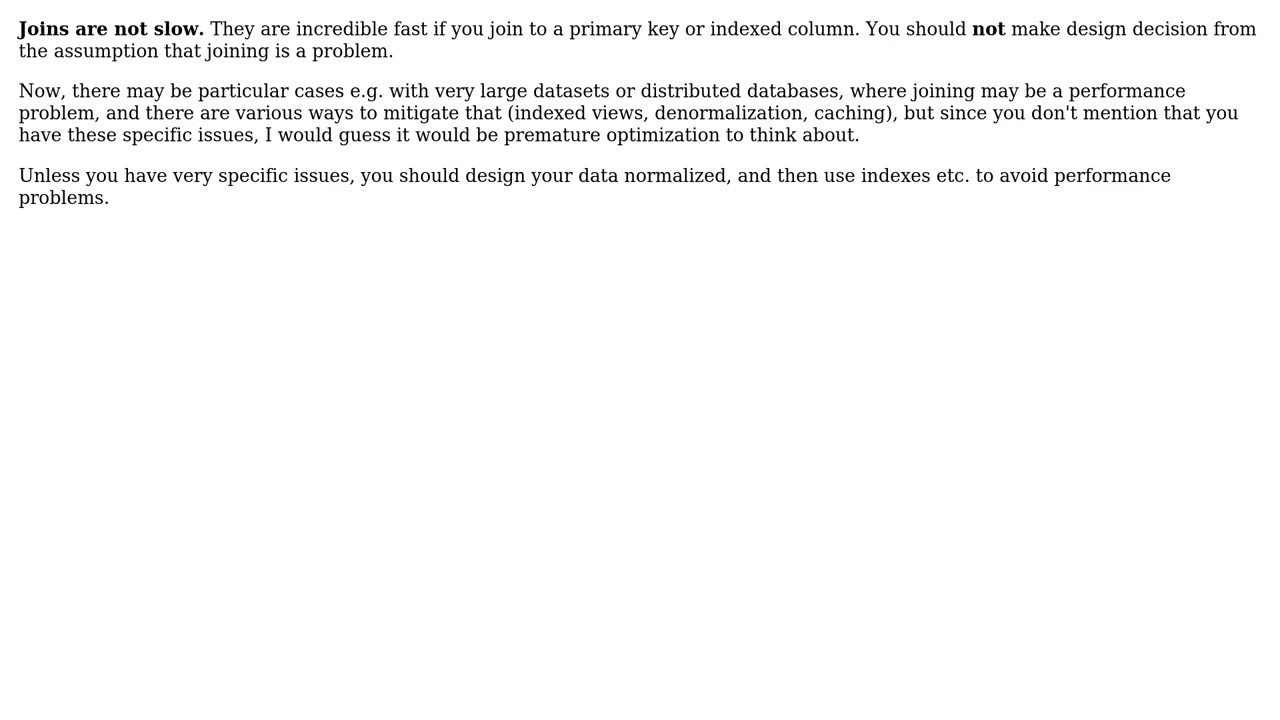 Joins are not slow. They are incredible fast if you join to a primary key or indexed column. You should not make design decision from
the assumption that joining is a problem.
Now, there may be particular cases e.g. with very large datasets or distributed databases, where joining may be a performance
problem, and there are various ways to mitigate that (indexed views, denormalization, caching), but since you don't mention that you
have these specific issues, I would guess it would be premature optimization to think about.
Unless you have very specific issues, you should design your data normalized, and then use indexes etc. to avoid performance
problems.